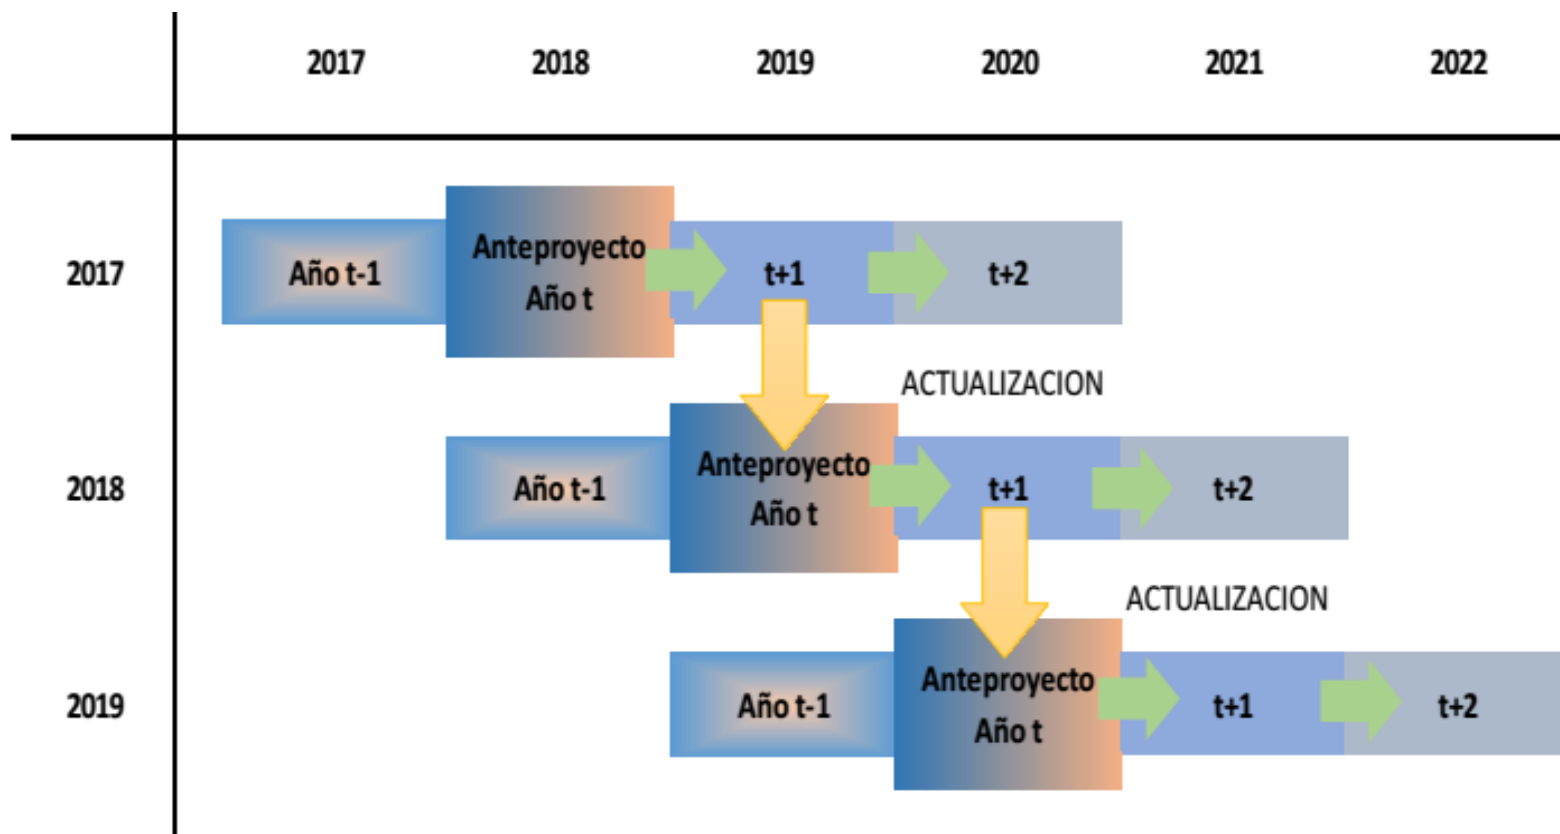 2017 2018 2019 2020 2021 2022
2017
Año t-1
Anteproyecto
Año t
t+1
t+2
ACTUALIZACION
2018
Año t-1
Anteproyecto
Año t
t+1
t+2
ACTUALIZACION
2019
Año t-1
Anteproyecto
Año t
t+1
t+2